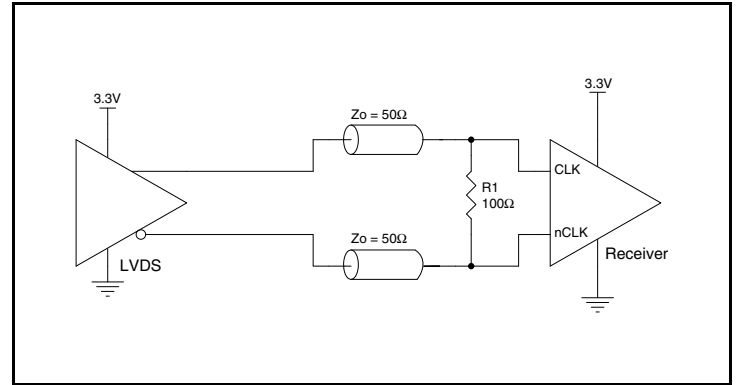 3.3V
3.3V
Zo = 50Ω
CLK
R1
100Ω
Zo = 50Ω
nCLK
LVDS
Receiver